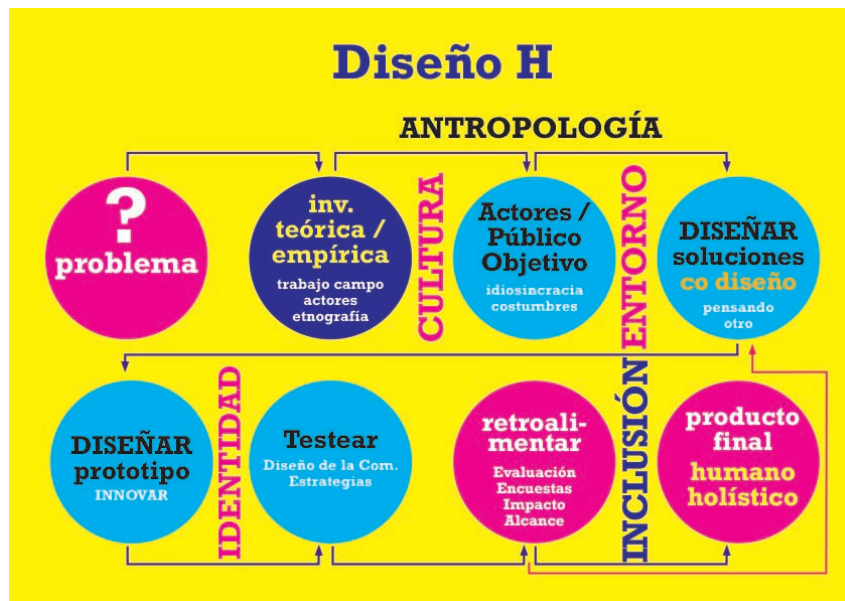 Diseño H
ANTROPOLOGÍA
?
problema
inv.
teórica /
empírica
trabajo campo
actores
etnografía
CULTURA
Actores /
Público
Objetivo
idiosincracia
costumbres
ENTORNO
DISEÑAR
soluciones
co diseño
pensando
otro
DISEÑAR
prototipo
INNOVAR
IDENTIDAD
Testear
Diseño de la Com.
Estrategias
retroali-
mentar
Evaluación
Encuestas
Impacto
Alcance
INCLUSIÓN
producto
final
humano
holístico